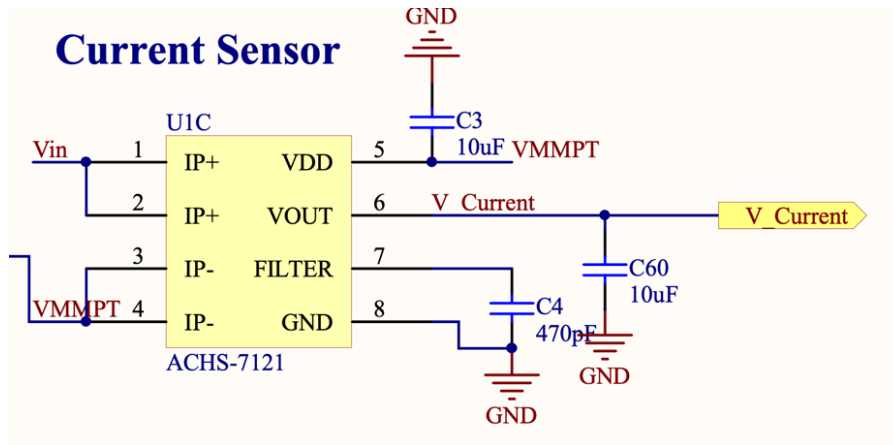 GND
Current Sensor
U1C
C3
10uF
Vin
1
IP+
VDD
5
VMMPT
2
IP+
VOUT
6
V_Current
V_Current
3
IP-
FILTER
7
C60
10uF
VMMPT
4
IP-
GND
8
C4
470pF
ACHS-7121
GND
GND